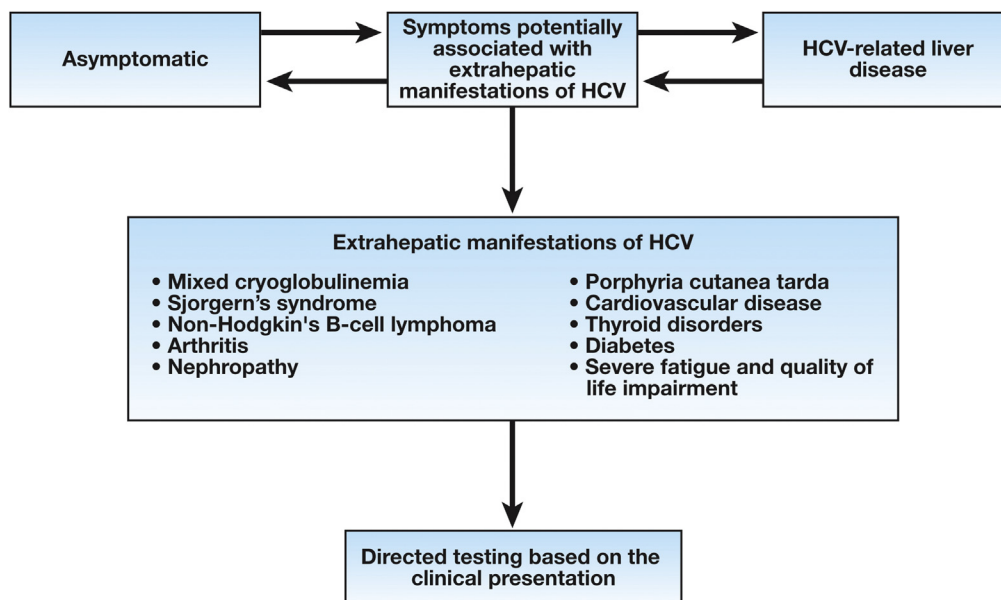 Asymptomatic
Symptoms potentially
associated with
extrahepatic
manifestations of HCV
HCV-related liver
disease
Extrahepatic manifestations of HCV
• Mixed cryoglobulinemia
• Sjorgern's syndrome
• Non-Hodgkin's B-cell lymphoma
• Arthritis
• Nephropathy
• Porphyria cutanea tarda
• Cardiovascular disease
• Thyroid disorders
• Diabetes
• Severe fatigue and quality of
life impairment
Directed testing based on the
clinical presentation